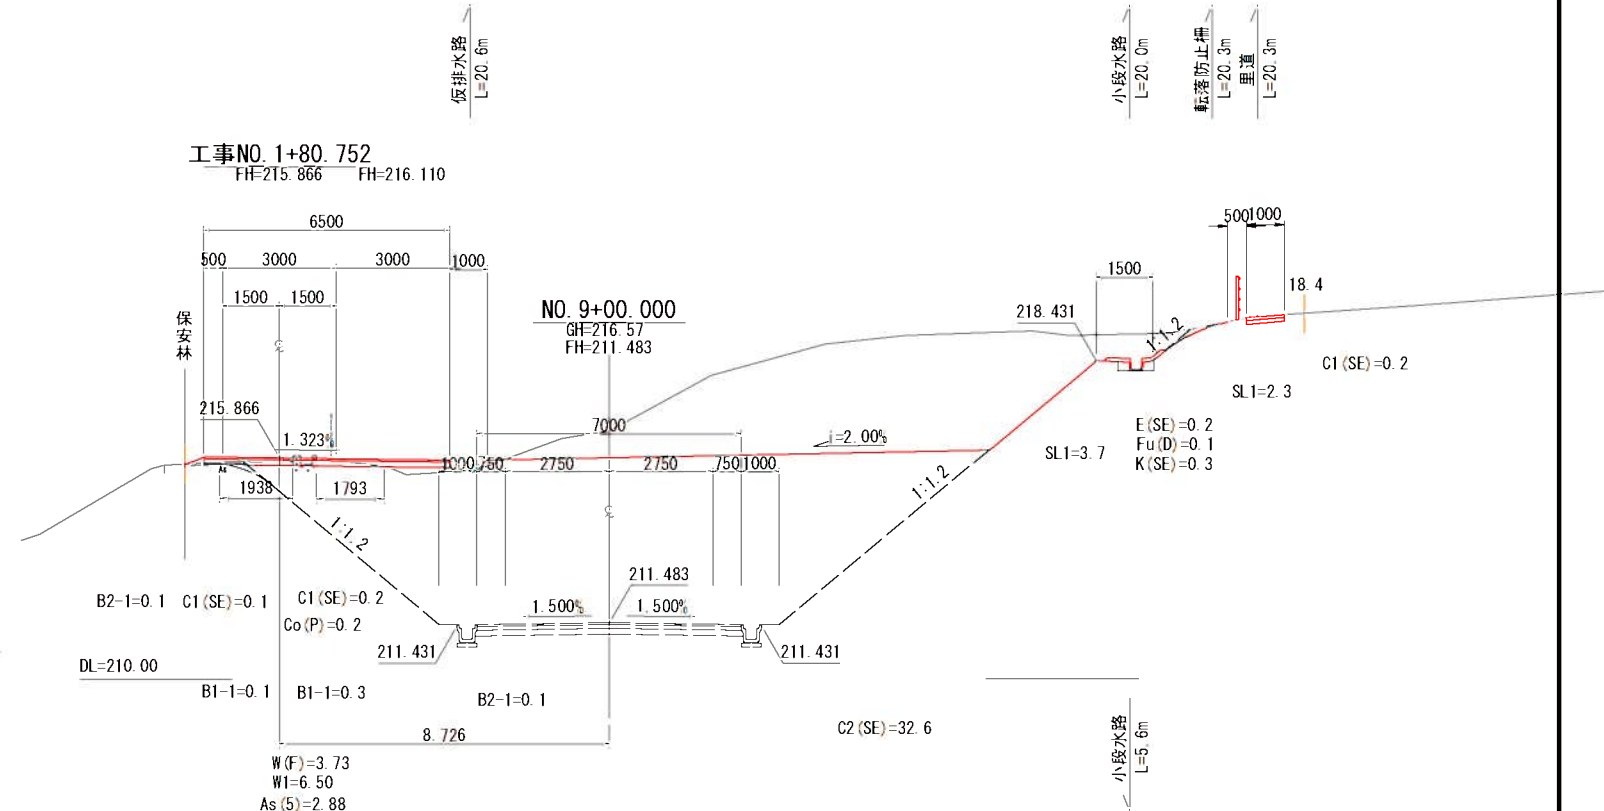 仮排水路
L=20.6m
小段水路
L=20.0m
転落防止柵
L=20.3m
里道
L=20.3m
工事NO.1+80.752
FH=215.866 FH=216.110
6500
500 3000 3000 1000
1500 1500
保安林
NO.9+00.000
GH=216.57
FH=211.483
500 1000
1500
18.4
218.431
1:1.2
C1(SE)=0.2
SL1=2.3
215.866
1.323%
7000
i=2.00%
E(SE)=0.2
Fu(D)=0.1
K(SE)=0.3
SL1=3.7
As
1000 750 2750 2750 750 1000
1938 1793
1:1.2
1:1.2
211.483
1.500% 1.500%
B2-1=0.1 C1(SE)=0.1 C1(SE)=0.2
Co(P)=0.2
211.431 211.431
DL=210.00
B1-1=0.1 B1-1=0.3 B2-1=0.1
C2(SE)=32.6
8.726
小段水路
L=5.6m
W(F)=3.73
W1=6.50
As(5)=2.88